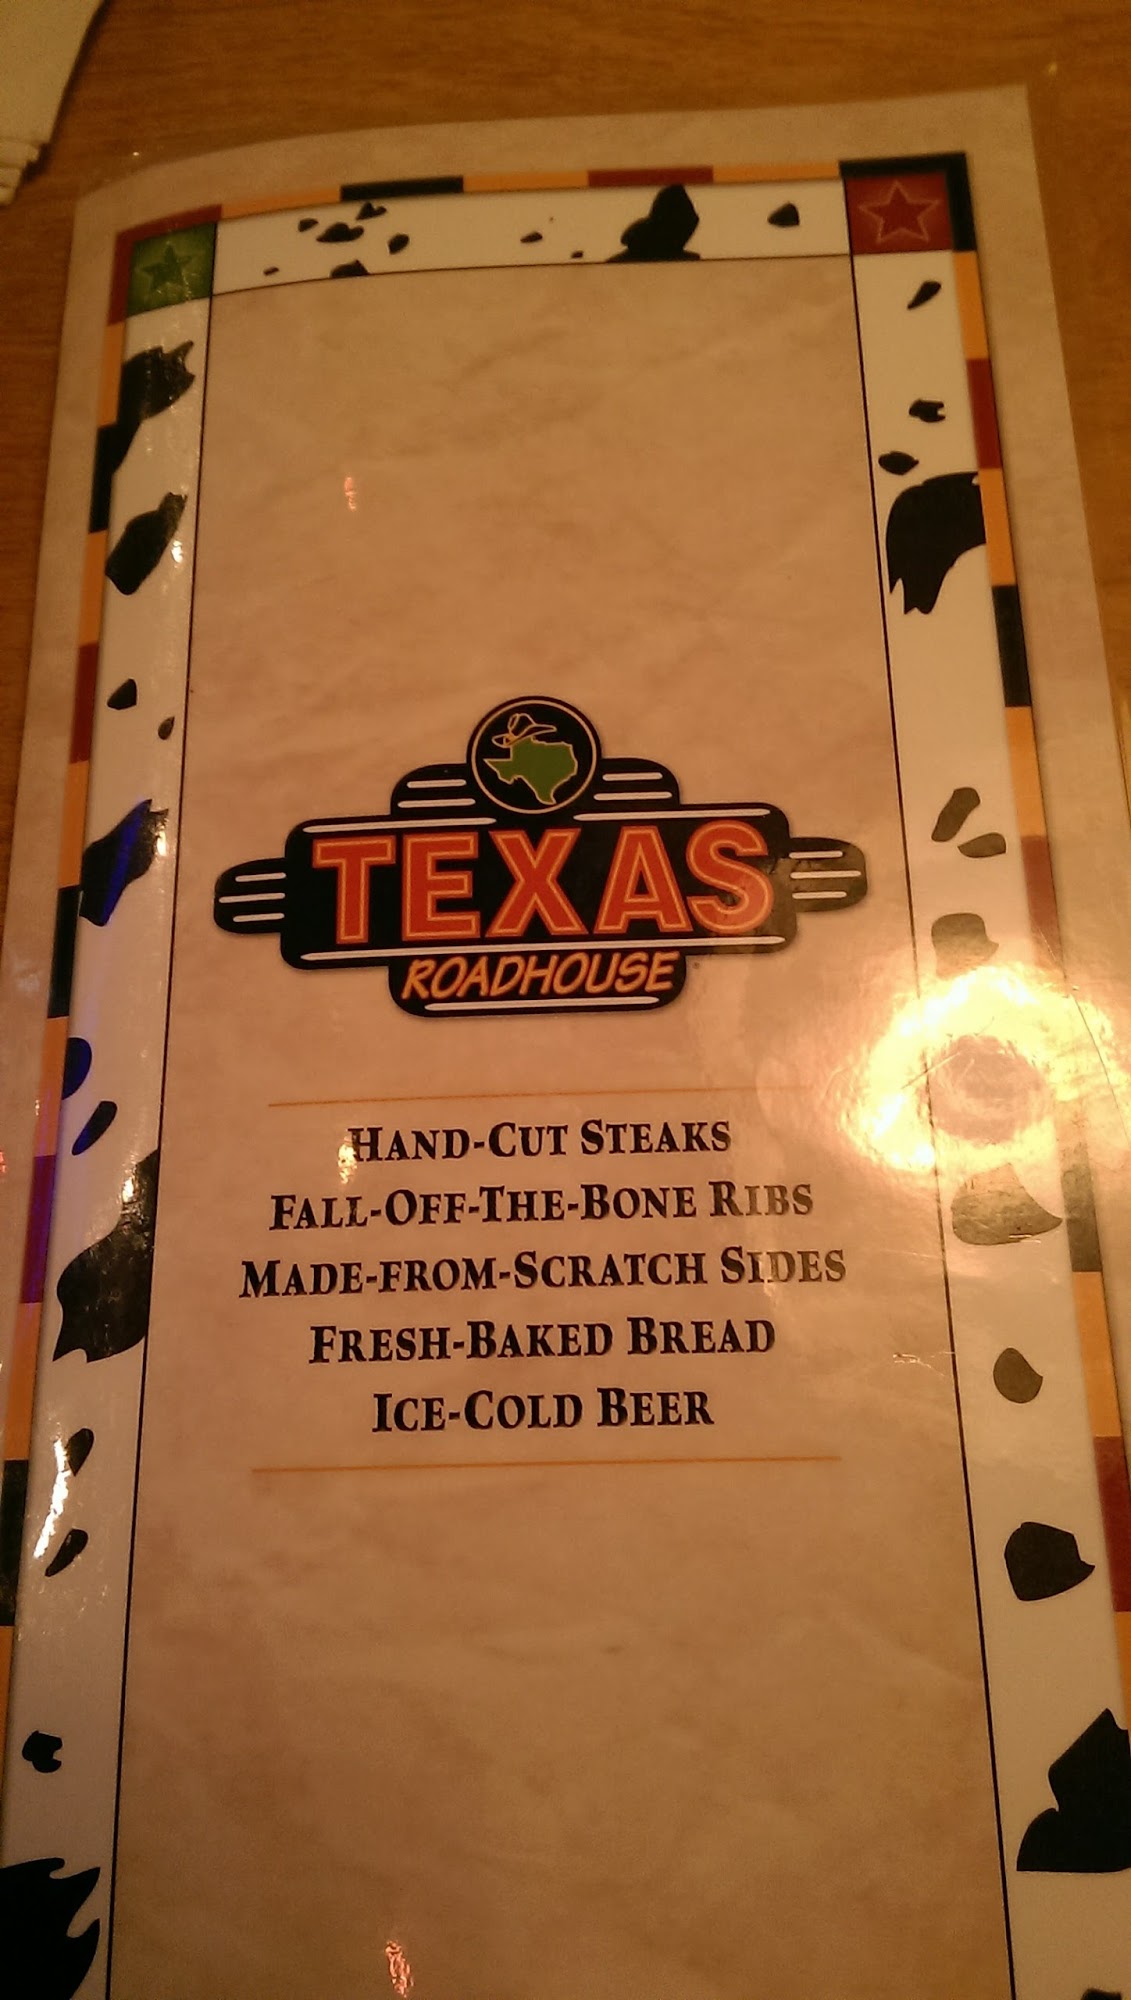 TEXAS
ROADHOUSE
HAND-CUT STEAKS
FALL-OFF-THE-BONE RIBS
MADE-FROM-SCRATCH SIDES
FRESH-BAKED BREAD
ICE-COLD BEER